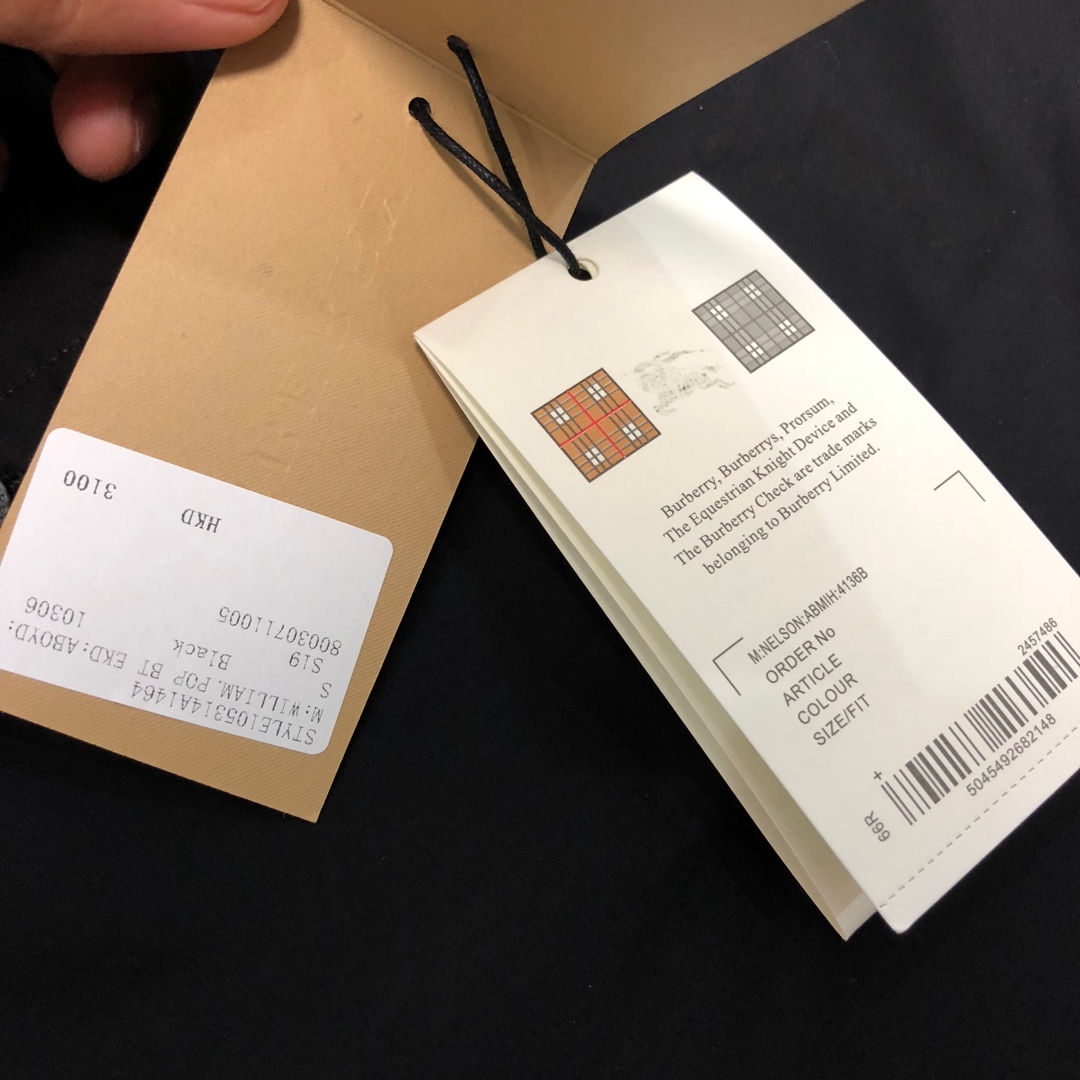 STYLE105314A1464
M:WILLIAM. POP BT EKD:ABOYD:
S
S19 Black 10306
80030711005
HKD
3100
Burberry, Burberrys, Prorsum,
The Equestrian Knight Device and
The Burberry Check are trade marks
belonging to Burberry Limited.
M:NELSON:ABMIH:4136B
ORDER No
ARTICLE
COLOUR
SIZE/FIT
2457486
5045492682148
66R
+